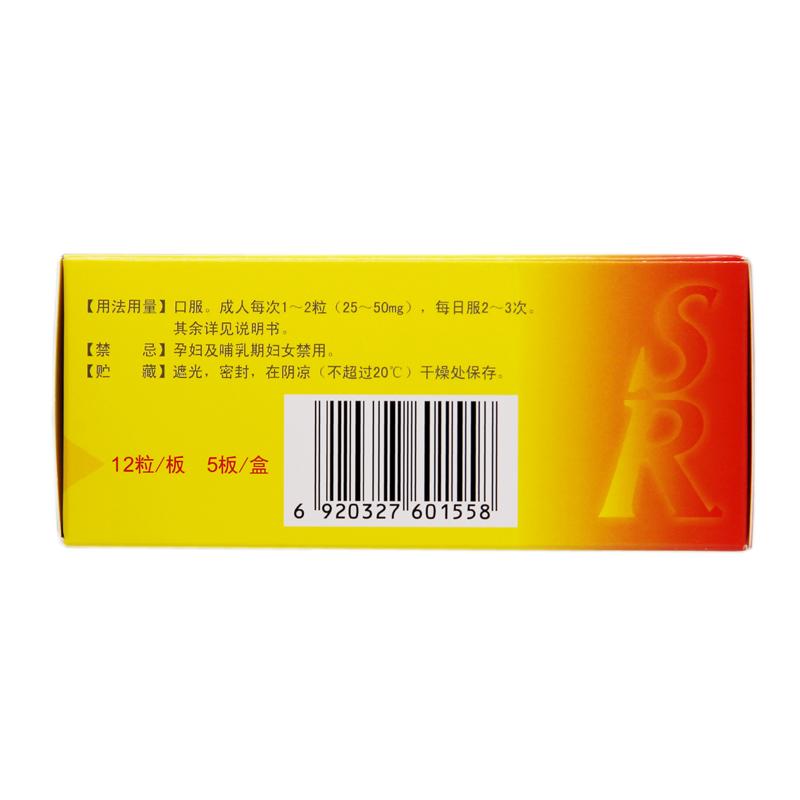 【用法用量】口服。成人每次1～2粒（25～50mg），每日服2～3次。
其余详见说明书。
【禁　　忌】孕妇及哺乳期妇女禁用。
【贮　　藏】遮光，密封，在阴凉（不超过20℃）干燥处保存。
12粒/板　5板/盒
6 920327 601558
S
R